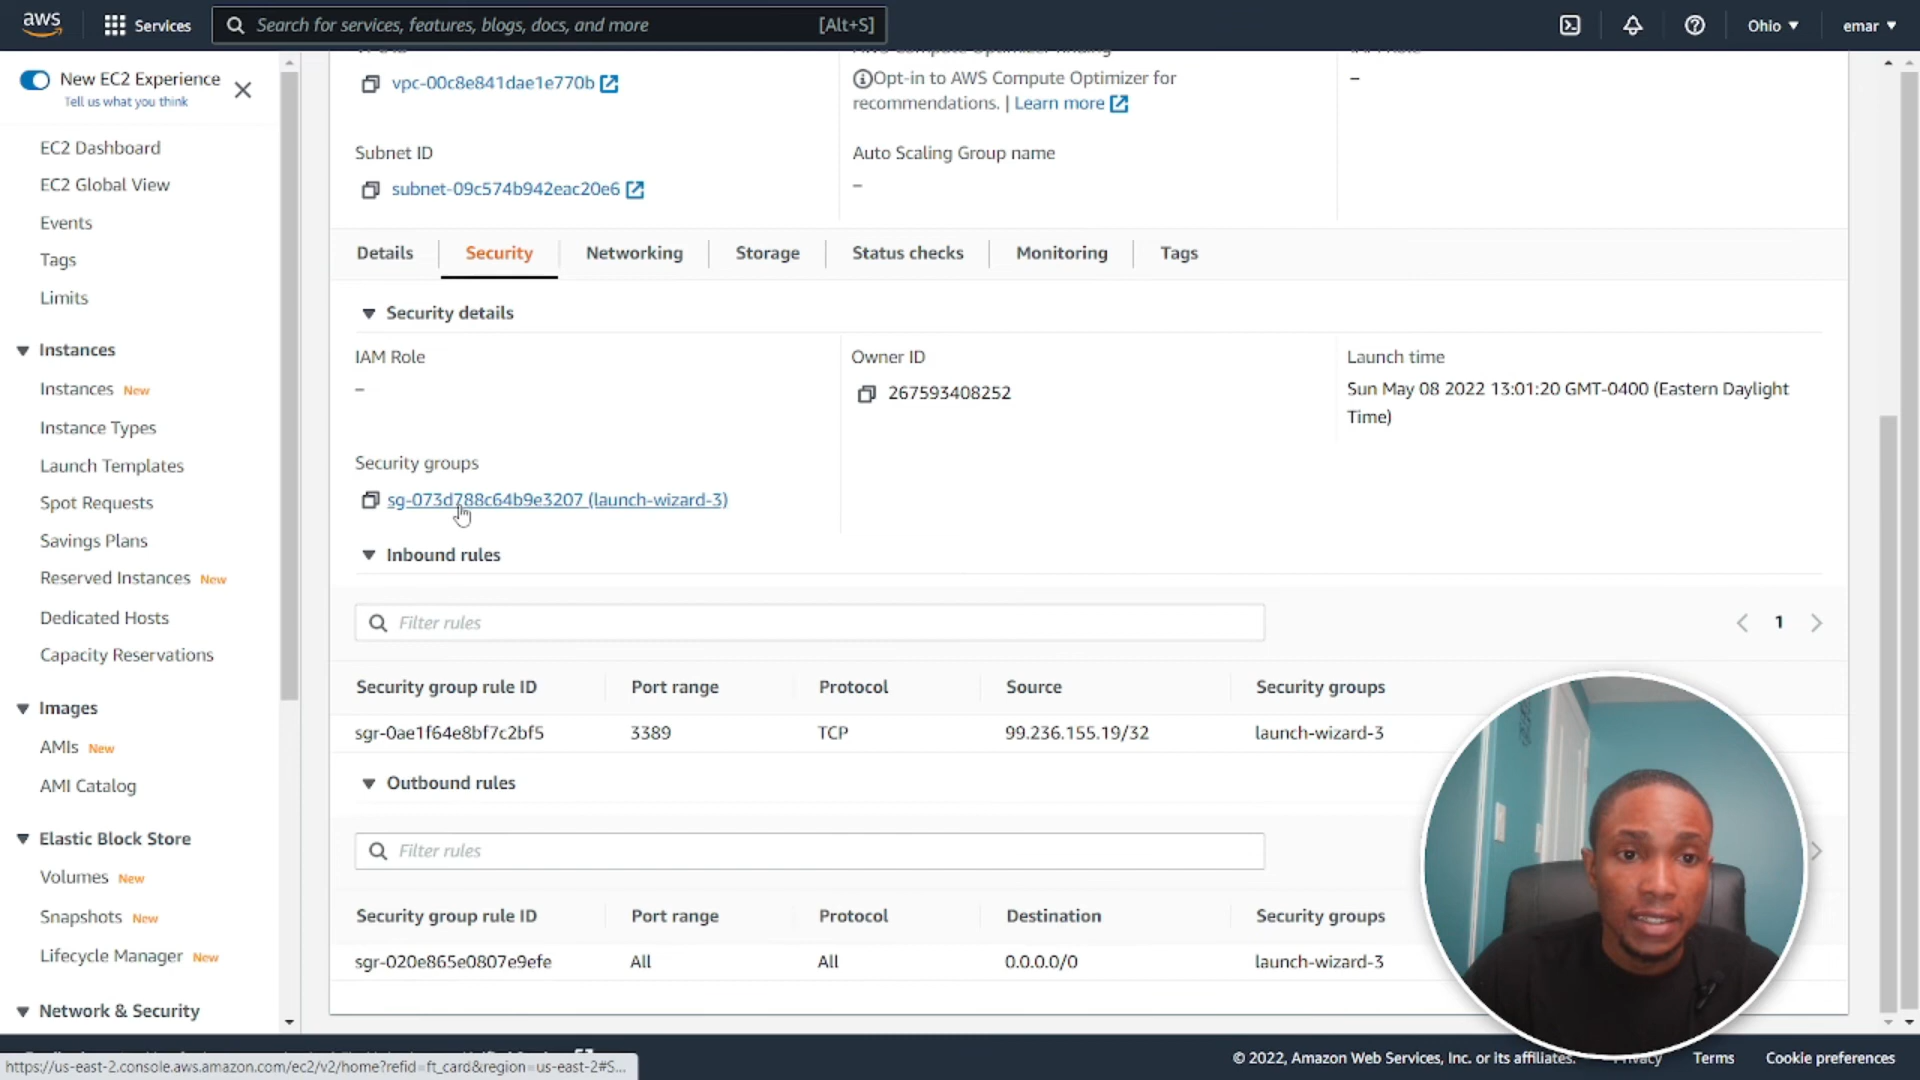 aws
Services
Search for services, features, blogs, docs, and more
[Alt+S]
Ohio ▼
emar ▼
New EC2 Experience
Tell us what you think
EC2 Dashboard
EC2 Global View
Events
Tags
Limits
Instances
Instances New
Instance Types
Launch Templates
Spot Requests
Savings Plans
Reserved Instances New
Dedicated Hosts
Capacity Reservations
Images
AMIs New
AMI Catalog
Elastic Block Store
Volumes New
Snapshots New
Lifecycle Manager New
Network & Security
vpc-00c8e841dae1e770b
Opt-in to AWS Compute Optimizer for
recommendations. | Learn more
–
Subnet ID
subnet-09c574b942eac20e6
Auto Scaling Group name
–
Details
Security
Networking
Storage
Status checks
Monitoring
Tags
Security details
IAM Role
–
Owner ID
267593408252
Launch time
Sun May 08 2022 13:01:20 GMT-0400 (Eastern Daylight
Time)
Security groups
sg-073d788c64b9e3207 (launch-wizard-3)
Inbound rules
Filter rules
1
Security group rule ID Port range Protocol Source Security groups
sgr-0ae1f64e8bf7c2bf5 3389 TCP 99.236.155.19/32 launch-wizard-3
Outbound rules
Filter rules
Security group rule ID Port range Protocol Destination Security groups
sgr-020e865e0807e9efe All All 0.0.0.0/0 launch-wizard-3
https://us-east-2.console.aws.amazon.com/ec2/v2/home?refid=ft_card&region=us-east-2#S...
© 2022, Amazon Web Services, Inc. or its affiliates.
Privacy
Terms
Cookie preferences